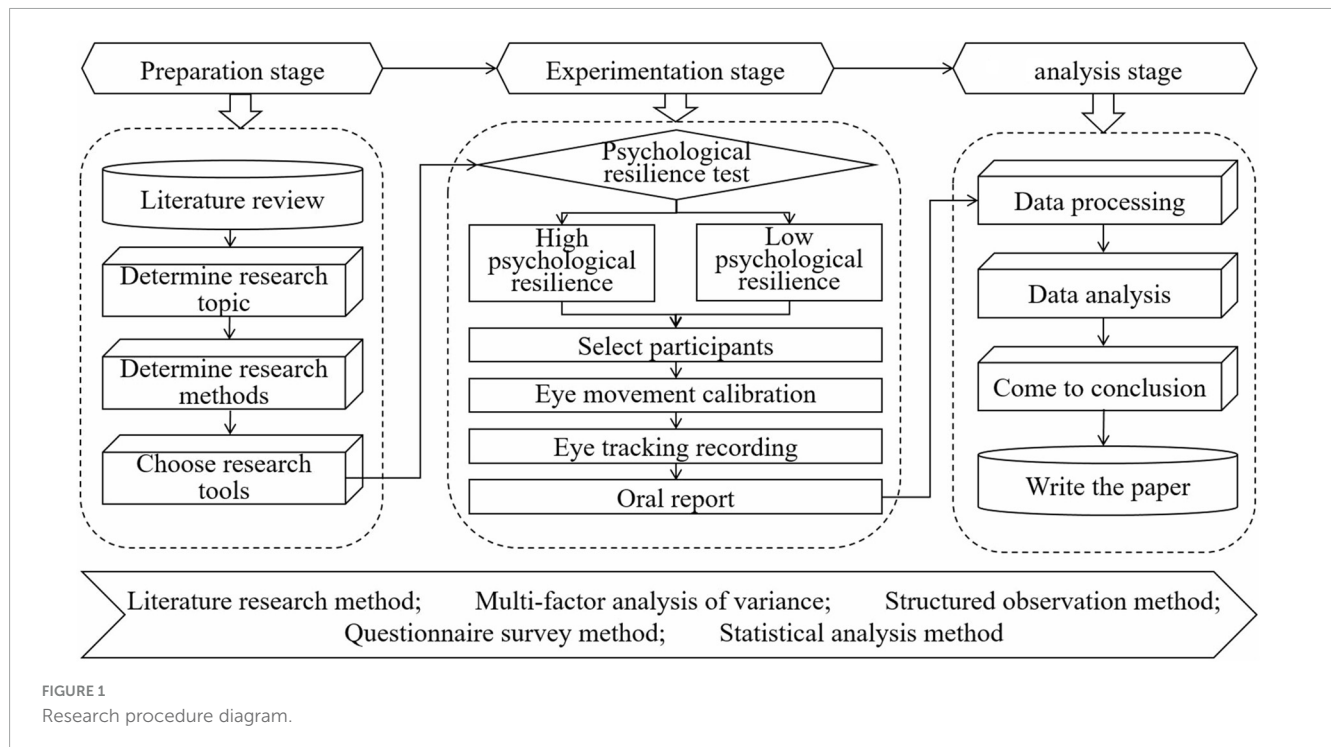 Preparation stage
Experimentation stage
analysis stage
Literature review
Determine research
topic
Determine research
methods
Choose research
tools
Psychological
resilience test
High
psychological
resilience
Low
psychological
resilience
Select participants
Eye movement calibration
Eye tracking recording
Oral report
Data processing
Data analysis
Come to conclusion
Write the paper
Literature research method; Multi-factor analysis of variance; Structured observation method;
Questionnaire survey method; Statistical analysis method
FIGURE 1
Research procedure diagram.